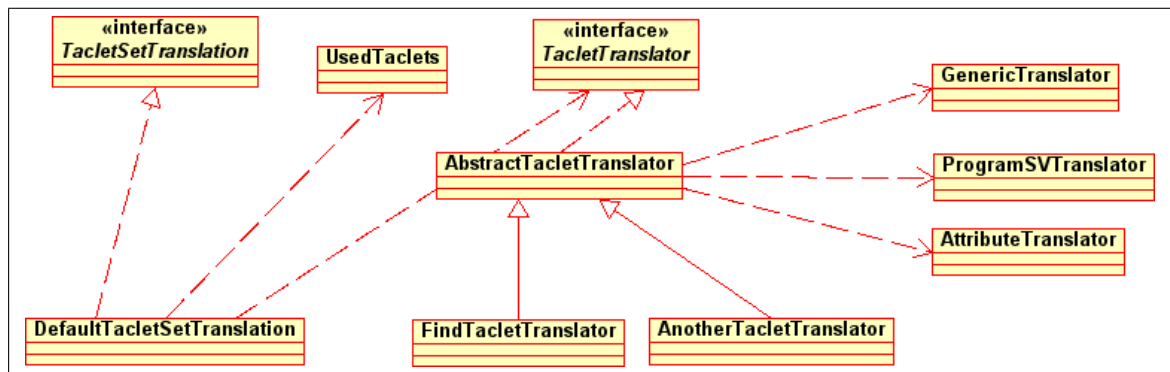 «interface»
TacletSetTranslation
UsedTaclets
«interface»
TacletTranslator
GenericTranslator
AbstractTacletTranslator
ProgramSVTranslator
AttributeTranslator
DefaultTacletSetTranslation
FindTacletTranslator
AnotherTacletTranslator